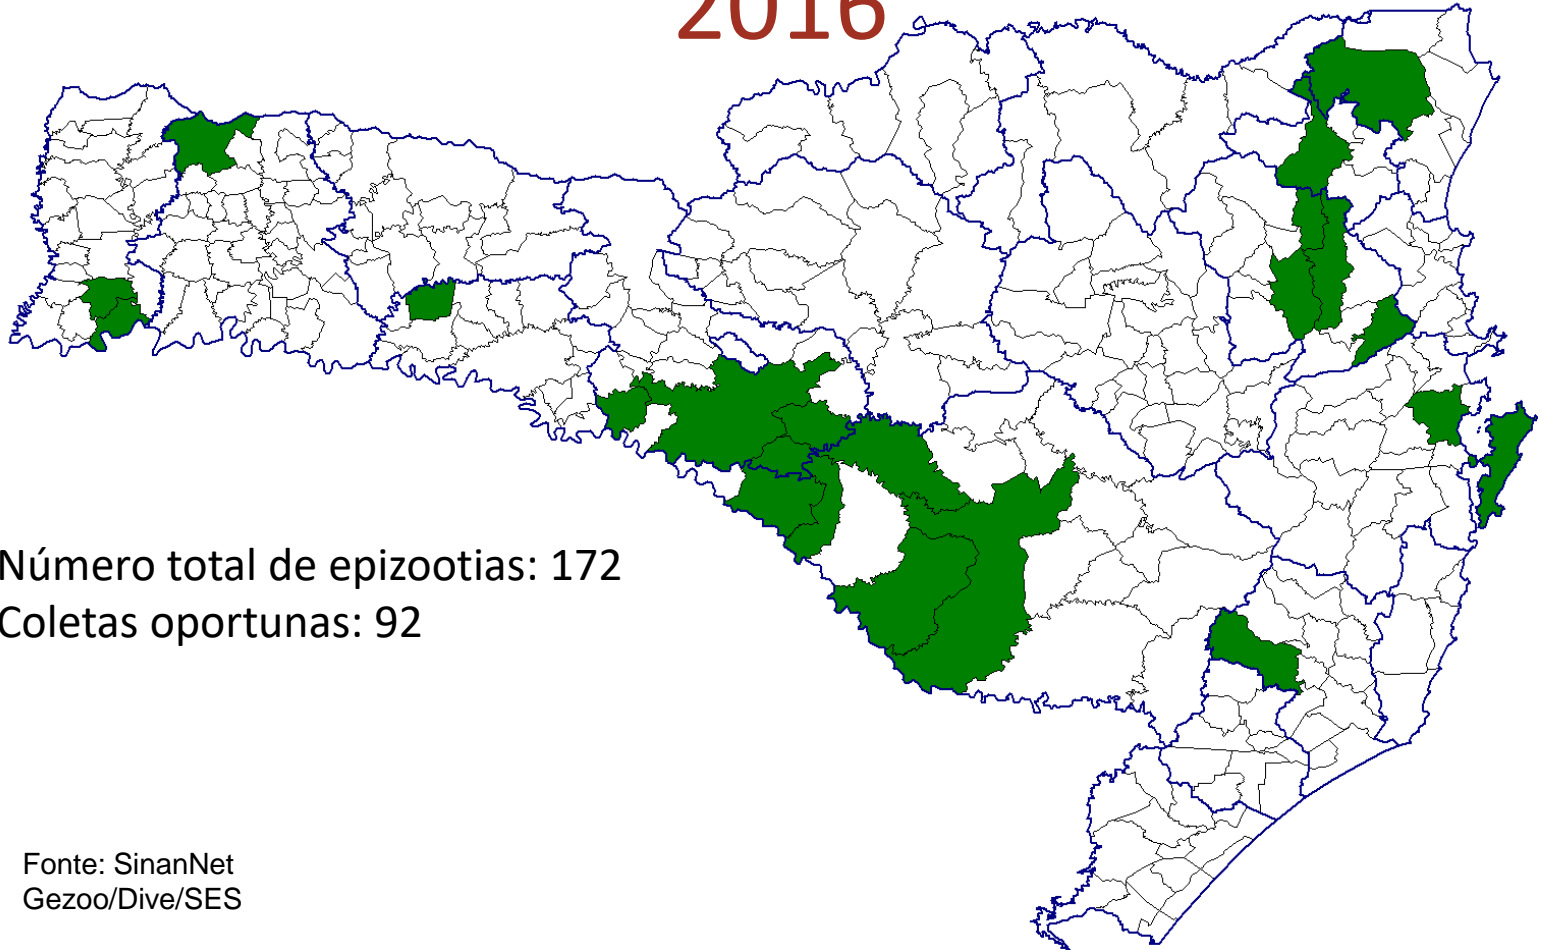 2016
Número total de epizootias: 172
Coletas oportunas: 92
Fonte: SinanNet
Gezoo/Dive/SES